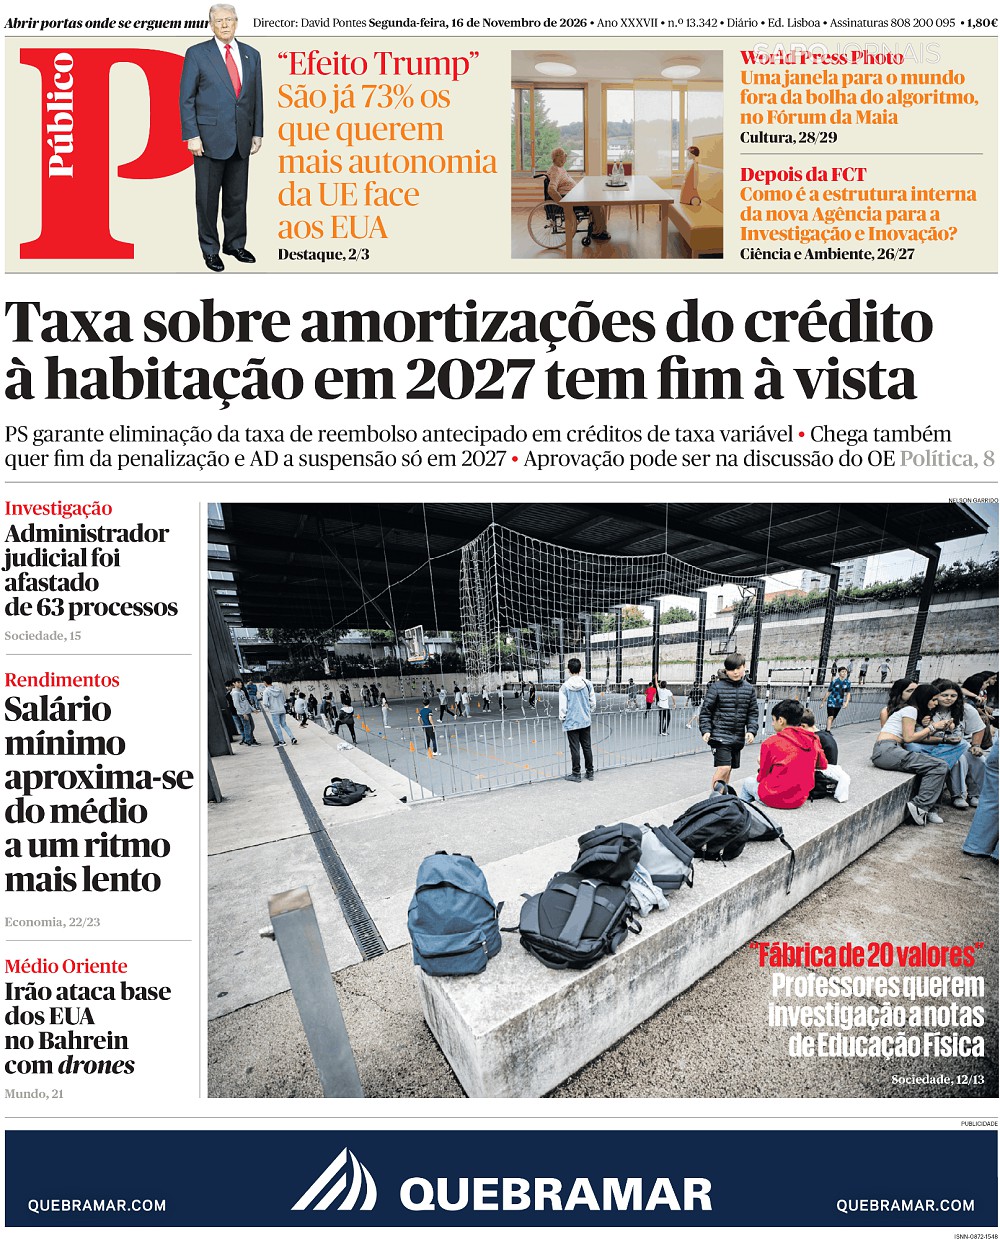 Abrir portas onde se erguem mur
Director: David Pontes Segunda-feira, 16 de Novembro de 2026 • Ano XXXVII • n.º 13.342 • Diário • Ed. Lisboa • Assinaturas 808 200 095 • 1,80€
SAPO JORNAIS
P
Público
“Efeito Trump”
São já 73% os
que querem
mais autonomia
da UE face
aos EUA
Destaque, 2/3
World Press Photo
Uma janela para o mundo
fora da bolha do algoritmo,
no Fórum da Maia
Cultura, 28/29
Depois da FCT
Como é a estrutura interna
da nova Agência para a
Investigação e Inovação?
Ciência e Ambiente, 26/27
Taxa sobre amortizações do crédito
à habitação em 2027 tem fim à vista
PS garante eliminação da taxa de reembolso antecipado em créditos de taxa variável • Chega também
quer fim da penalização e AD a suspensão só em 2027 • Aprovação pode ser na discussão do OE Política, 8
Investigação
Administrador
judicial foi
afastado
de 63 processos
Sociedade, 15
Rendimentos
Salário
mínimo
aproxima-se
do médio
a um ritmo
mais lento
Economia, 22/23
Médio Oriente
Irão ataca base
dos EUA
no Bahrein
com drones
Mundo, 21
NELSON GARRIDO
“Fábrica de 20 valores”
Professores querem
investigação a notas
de Educação Física
Sociedade, 12/13
PUBLICIDADE
QUEBRAMAR.COM
QUEBRAMAR
QUEBRAMAR.COM
ISNN-0872-1548